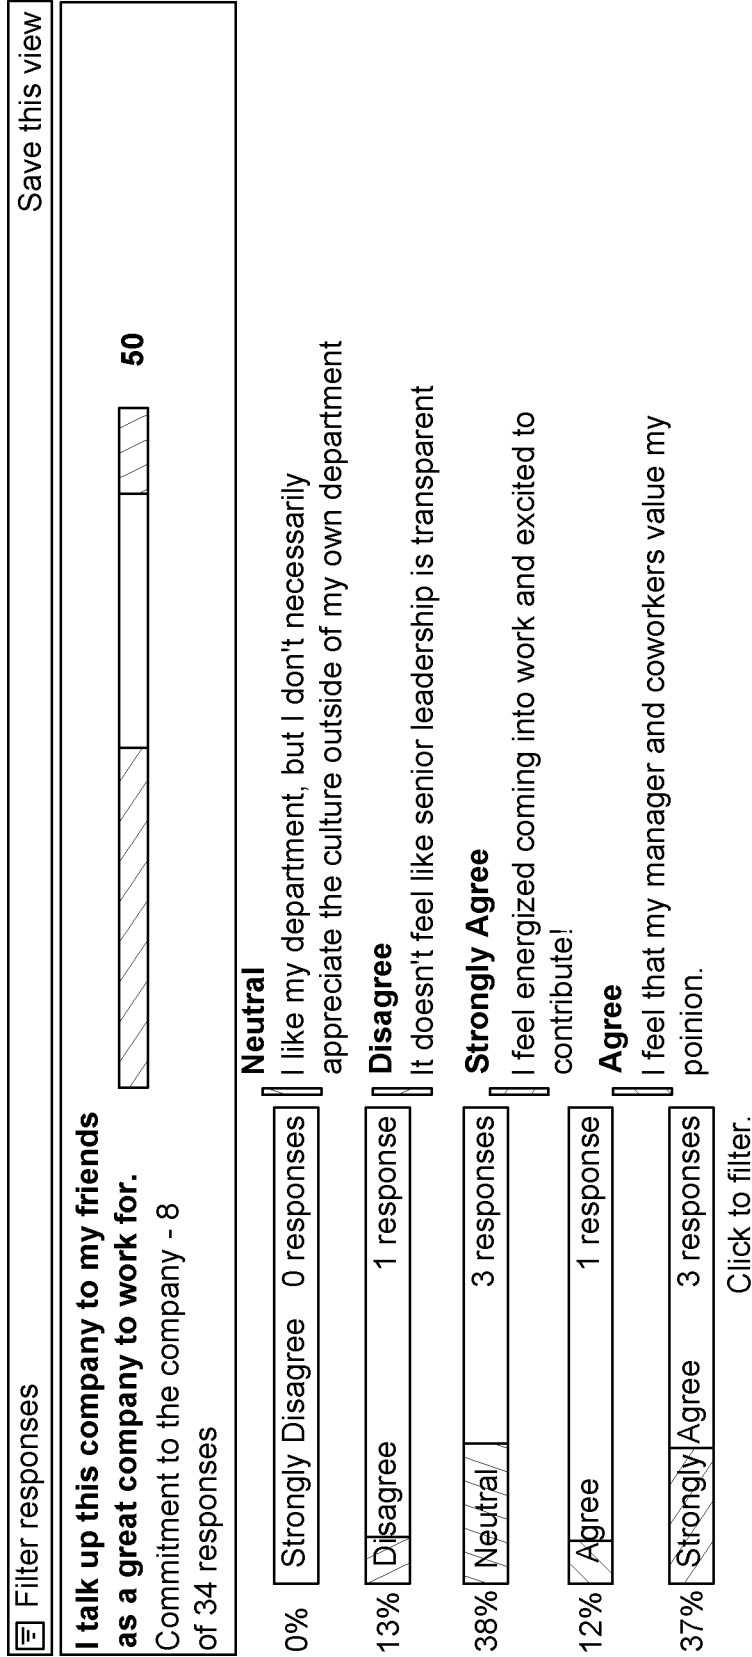 Filter responses
Save this view
I talk up this company to my friends
as a great company to work for.
Commitment to the company - 8
of 34 responses
50
0% Strongly Disagree 0 responses
13% Disagree 1 response
38% Neutral 3 responses
12% Agree 1 response
37% Strongly Agree 3 responses
Click to filter.
Neutral
I like my department, but I don't necessarily
appreciate the culture outside of my own department
Disagree
It doesn't feel like senior leadership is transparent
Strongly Agree
I feel energized coming into work and excited to
contribute!
Agree
I feel that my manager and coworkers value my
poinion.